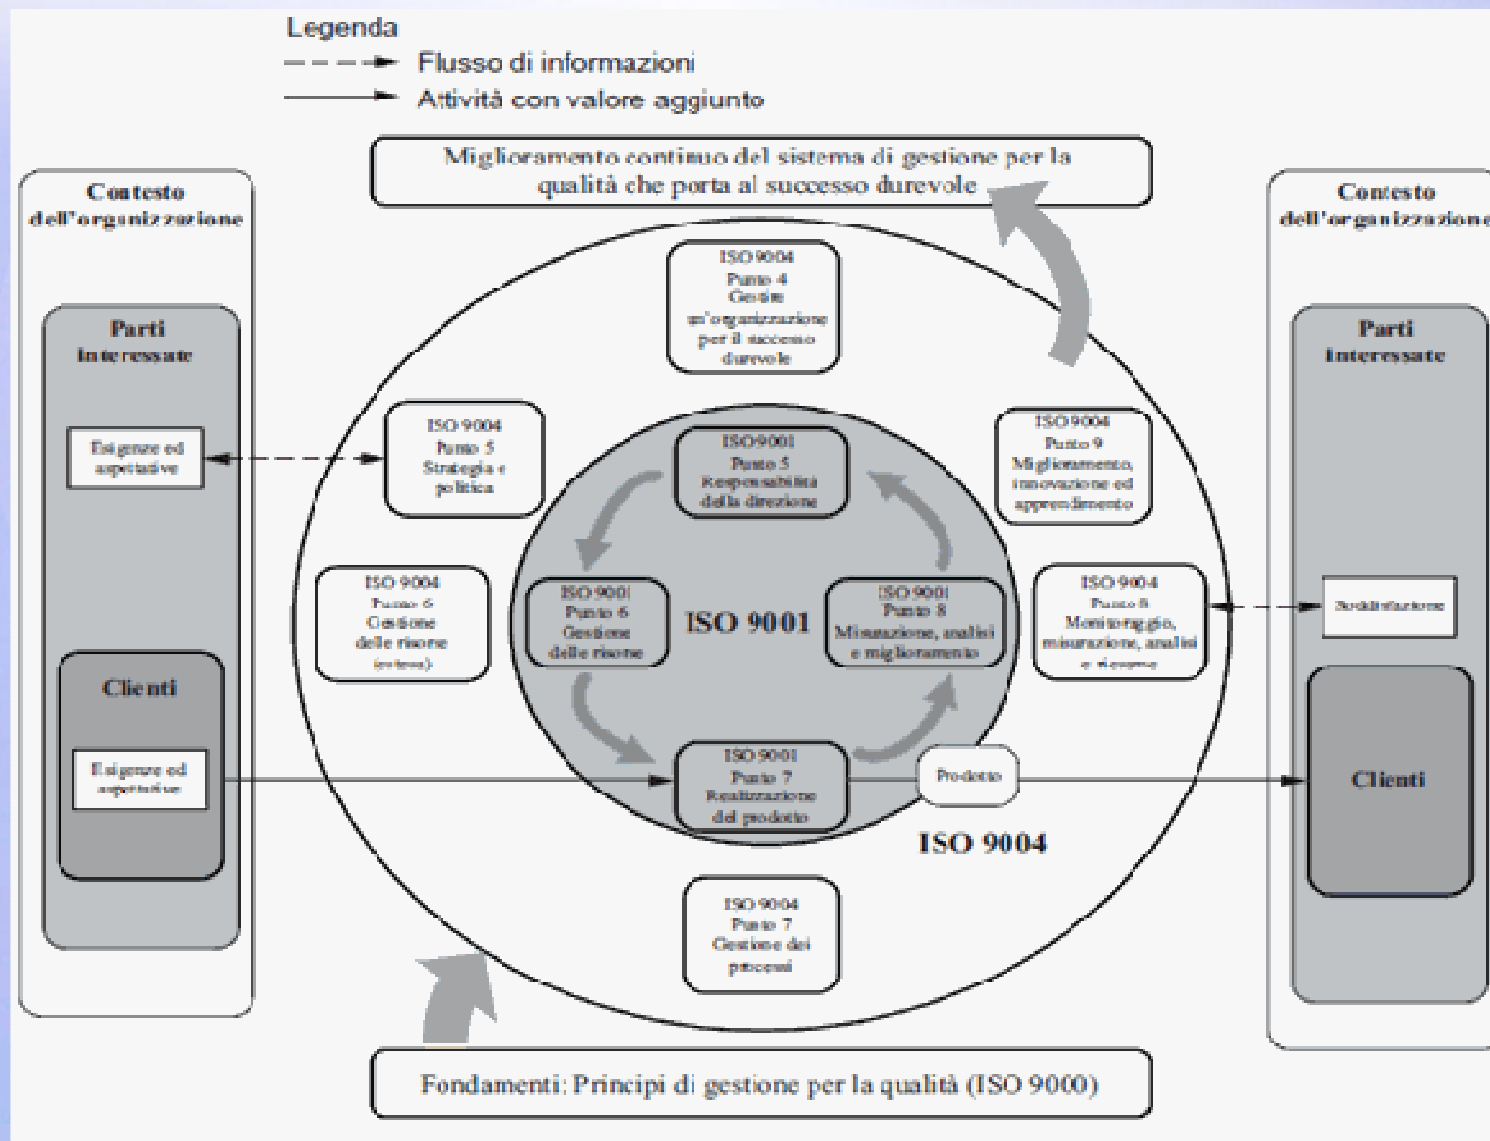 Legenda
Flusso di informazioni
Attività con valore aggiunto
Miglioramento continuo del sistema di gestione per la
qualità che porta al successo durevole
Contesto
dell'organizzazione
Parti
interessate
Esigenze ed
aspettative
Clienti
Esigenze ed
aspettative
ISO 9004
Punto 4
Gestire
un'organizzazione
per il successo
durevole
ISO 9004
Punto 5
Strategia e
politica
ISO 9004
Punto 6
Gestione
delle risorse
(estesa)
ISO 9001
Punto 5
Responsabilità
della direzione
ISO 9001
Punto 6
Gestione
delle risorse
ISO 9001
ISO 9001
Punto 8
Misurazione, analisi
e miglioramento
ISO 9001
Punto 7
Realizzazione
del prodotto
Prodotto
ISO 9004
ISO 9004
Punto 9
Miglioramento,
innovazione ed
apprendimento
ISO 9004
Punto 8
Monitoraggio,
misurazione, analisi
e riesame
ISO 9004
Punto 7
Gestione dei
processi
Contesto
dell'organizzazione
Parti
interessate
Soddisfazione
Clienti
Fondamenti: Principi di gestione per la qualità (ISO 9000)